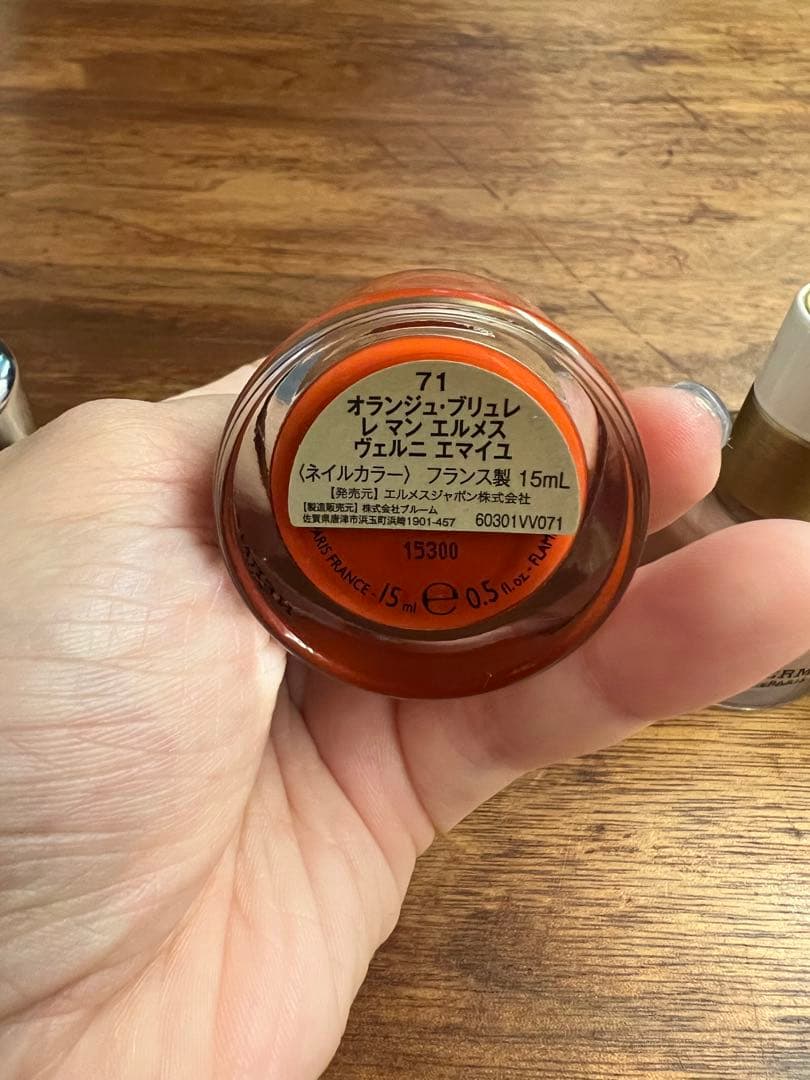 71
オランジュ・ブリュレ
レ マン エルメス
ヴェルニ エマイユ
〈ネイルカラー〉 フランス製 15mL
【発売元】エルメスジャポン株式会社
【製造販売元】株式会社ブルーム
佐賀県唐津市浜玉町浜崎1901-457 60301VV071
15300
PARIS FRANCE - 15 ml ℮ 0.5 fl.oz -